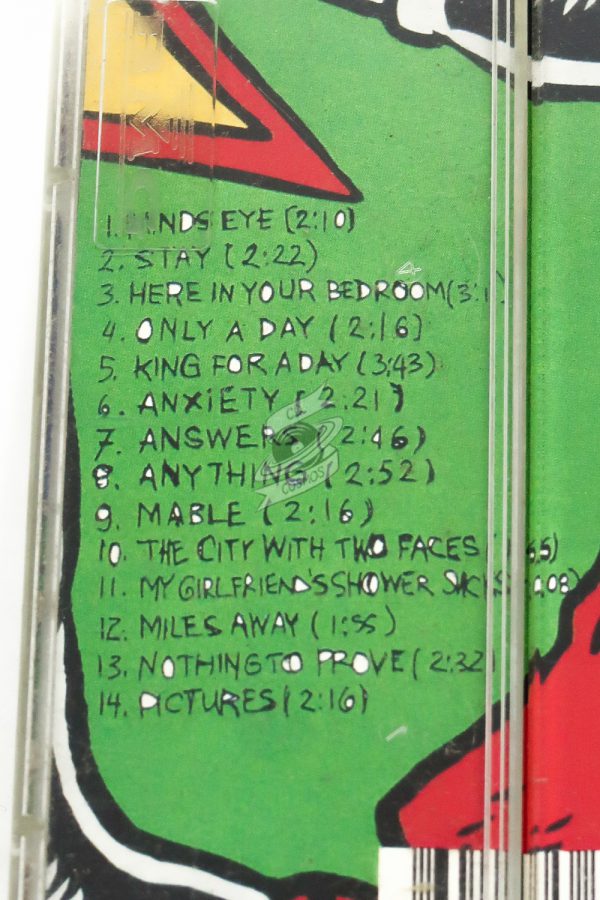 1. MINDS EYE (2:10)
2. STAY (2:22)
3. HERE IN YOUR BEDROOM (3:1
4. ONLY A DAY (2:16)
5. KING FOR A DAY (3:43)
6. ANXiETY (2:21)
7. ANSWERS (2:46)
8. ANYTHING (2:52)
9. MABLE (2:16)
10. THE CITY WITH TWO FACES
11. MY GIRLFRIEND'S SHOWER SUCKS
12. MILES AWAY (1:55)
13. NOTHING TO PROVE (2:32)
14. PICTURES (2:16)
COSMOS